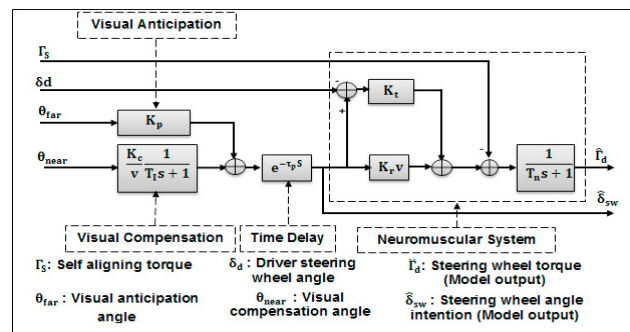 Visual Anticipation
Γs
δd
θfar
θnear
Kp
Kc
v
1
TIs + 1
e^-τps
-
+
Kt
Krv
-
1
Tns + 1
Γ̂d
δ̂sw
Visual Compensation
Time Delay
Neuromuscular System
Γs: Self aligning torque
δd : Driver steering wheel angle
Γ̂d: Steering wheel torque (Model output)
θfar : Visual anticipation angle
θnear : Visual compensation angle
δ̂sw: Steering wheel angle intention (Model output)